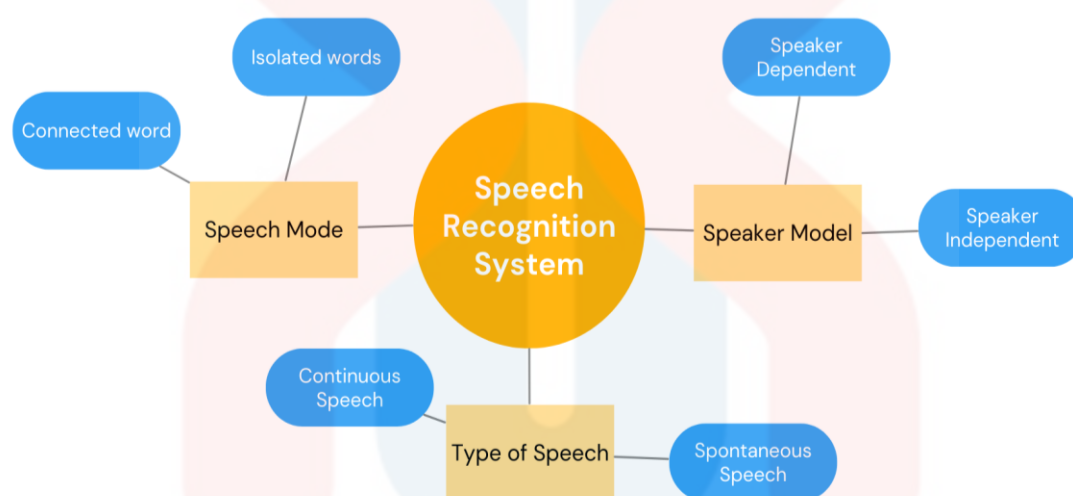 Isolated words
Connected word
Speech Mode
Speech
Recognition
System
Speaker
Dependent
Speaker Model
Speaker
Independent
Continuous
Speech
Type of Speech
Spontaneous
Speech